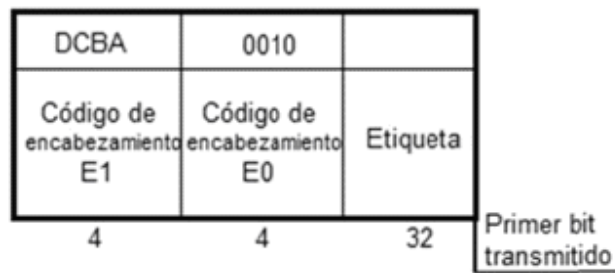 DCBA 0010
Código de encabezamiento E1
Código de encabezamiento E0
Etiqueta
4 4 32
Primer bit
transmitido